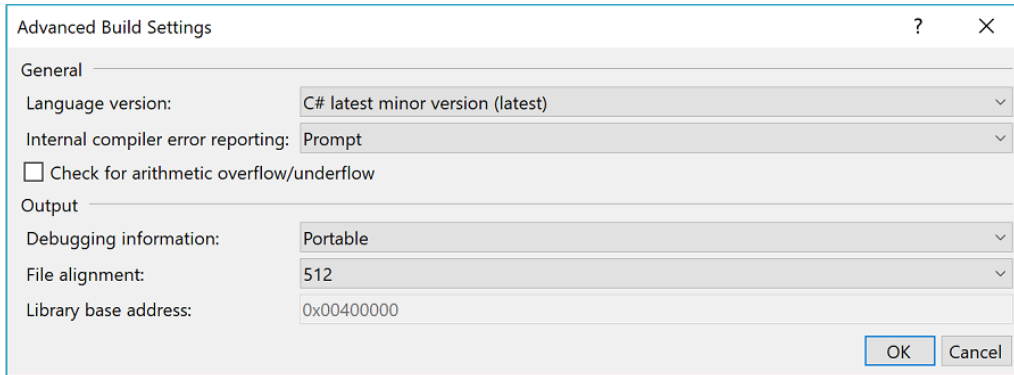 Advanced Build Settings ?
General
Language version: C# latest minor version (latest)
Internal compiler error reporting: Prompt
Check for arithmetic overflow/underflow
Output
Debugging information: Portable
File alignment: 512
Library base address: 0x00400000
OK Cancel